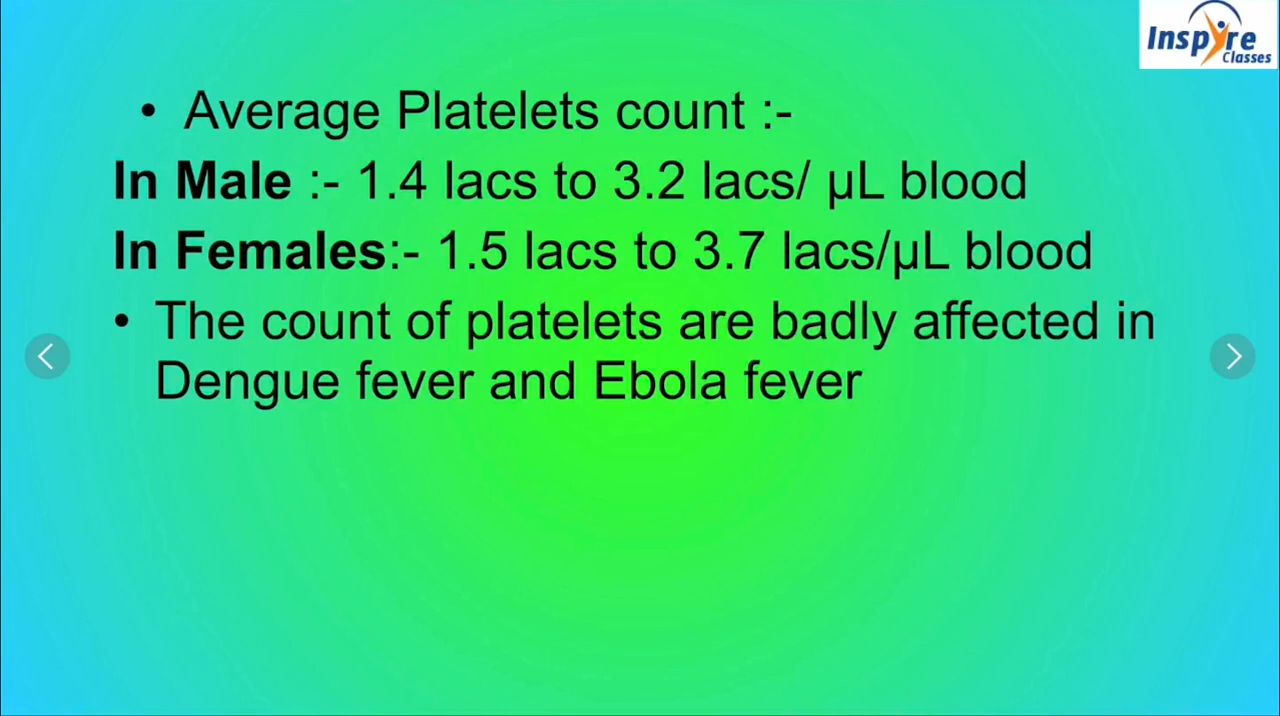 Inspire
Classes
• Average Platelets count :-
In Male :- 1.4 lacs to 3.2 lacs/ µL blood
In Females:- 1.5 lacs to 3.7 lacs/µL blood
• The count of platelets are badly affected in
Dengue fever and Ebola fever